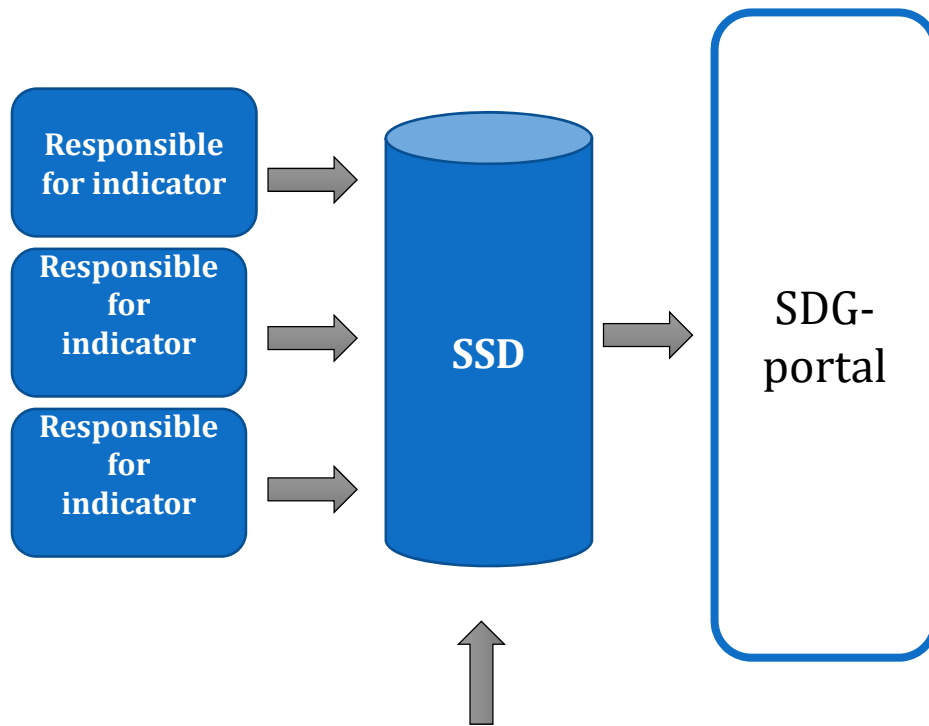 Responsible
for indicator
Responsible
for
indicator
Responsible
for
indicator
SSD
SDG-
portal